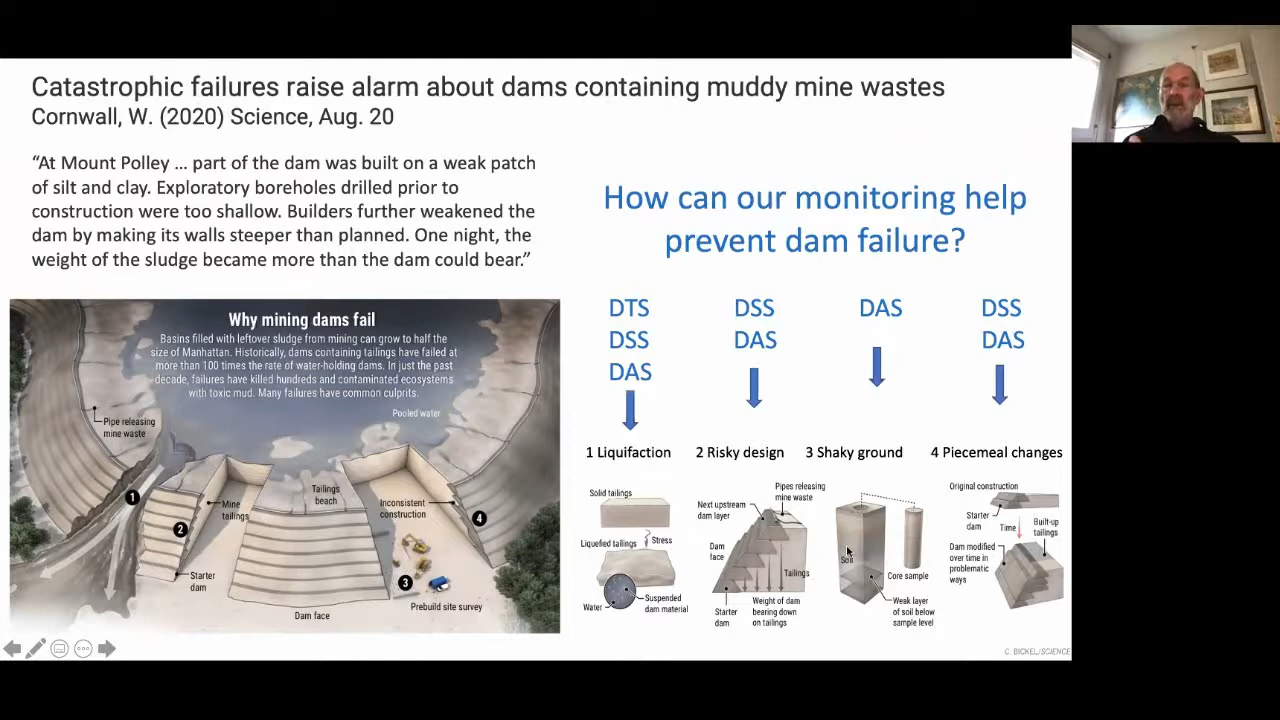 Catastrophic failures raise alarm about dams containing muddy mine wastes
Cornwall, W. (2020) Science, Aug. 20
“At Mount Polley ... part of the dam was built on a weak patch
of silt and clay. Exploratory boreholes drilled prior to
construction were too shallow. Builders further weakened the
dam by making its walls steeper than planned. One night, the
weight of the sludge became more than the dam could bear.”
Why mining dams fail
Basins filled with leftover sludge from mining can grow to half the
size of Manhattan. Historically, dams containing tailings have failed at
more than 100 times the rate of water-holding dams. In just the past
decade, failures have killed hundreds and contaminated ecosystems
with toxic mud. Many failures have common culprits.
Pooled water
Pipe releasing
mine waste
1
2
Mine
tailings
Tailings
beach
Inconsistent
construction
4
3
Starter
dam
Dam face
Prebuild site survey
How can our monitoring help
prevent dam failure?
DTS
DSS
DAS
DSS
DAS
DAS
DSS
DAS
1 Liquifaction
2 Risky design
3 Shaky ground
4 Piecemeal changes
Solid tailings
Liquefied tailings
Stress
Water
Suspended
dam material
Pipes releasing
mine waste
Next upstream
dam layer
Dam
face
Tailings
Starter
dam
Weight of dam
bearing down
on tailings
Soil
Core sample
Weak layer
of soil below
sample level
Original construction
Starter
dam
Time
Built-up
tailings
Dam modified
over time in
problematic
ways
C. BICKEL/SCIENCE